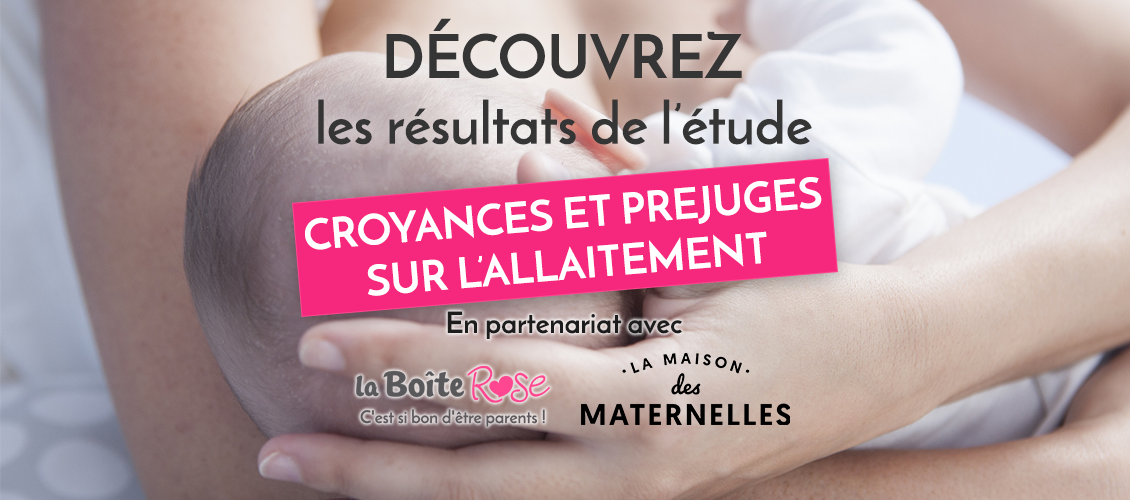 DÉCOUVREZ
les résultats de l'étude
CROYANCES ET PREJUGES
SUR L'ALLAITEMENT
En partenariat avec
la Boîte Rose
C'est si bon d'être parents !
· LA MAISON ·
des
MATERNELLES